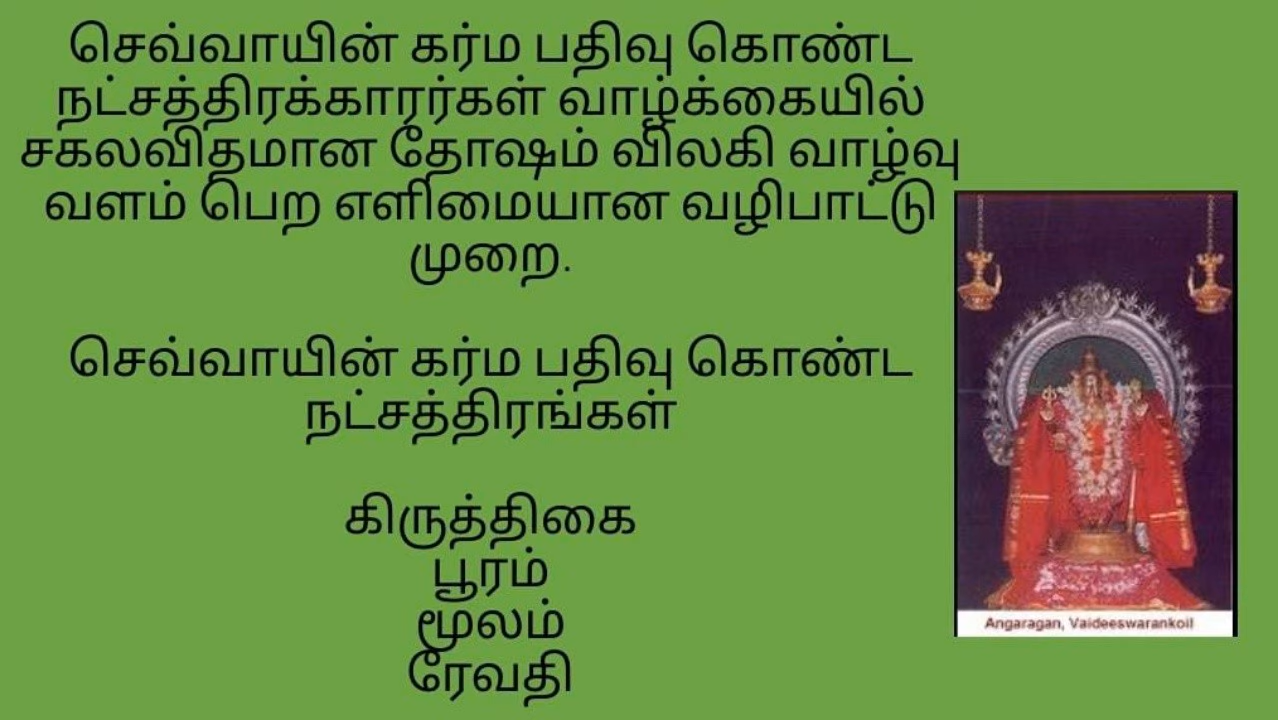 செவ்வாயின் கர்ம பதிவு கொண்ட
நட்சத்திரக்காரர்கள் வாழ்க்கையில்
சகலவிதமான தோஷம் விலகி வாழ்வு
வளம் பெற எளிமையான வழிபாட்டு
முறை.
செவ்வாயின் கர்ம பதிவு கொண்ட
நட்சத்திரங்கள்
கிருத்திகை
பூரம்
மூலம்
ரேவதி
Angaragan, Vaideeswarankoil